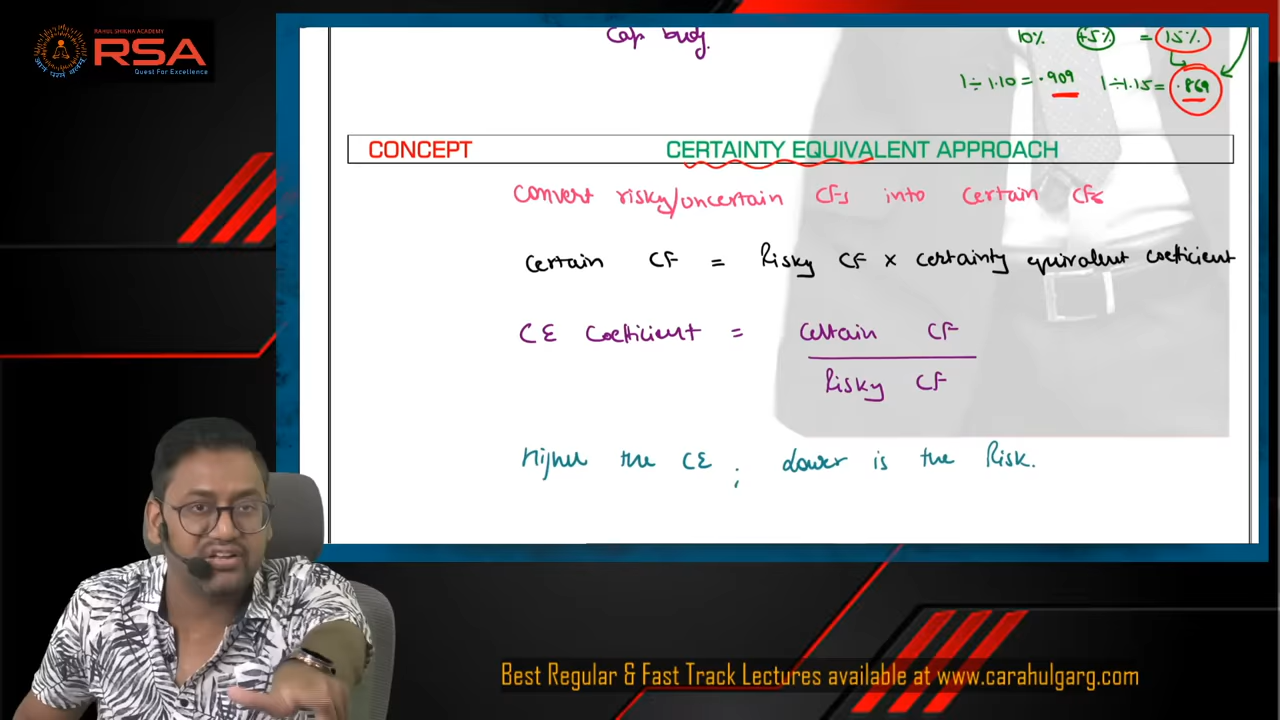 RAHUL SHIKHA ACADEMY
RSA
Quest For Excellence
Cap budg.
10% +5% = 15%
1÷1.10 = .909 1÷1.15 = .869
CONCEPT CERTAINTY EQUIVALENT APPROACH
Convert risky/uncertain CFs into Certain CFs
Certain CF = Risky CF × certainty equivalent coefficient
CE Coefficient = Certain CF
Risky CF
Higher the CE ; Lower is the Risk.
Best Regular & Fast Track Lectures available at www.carahulgarg.com